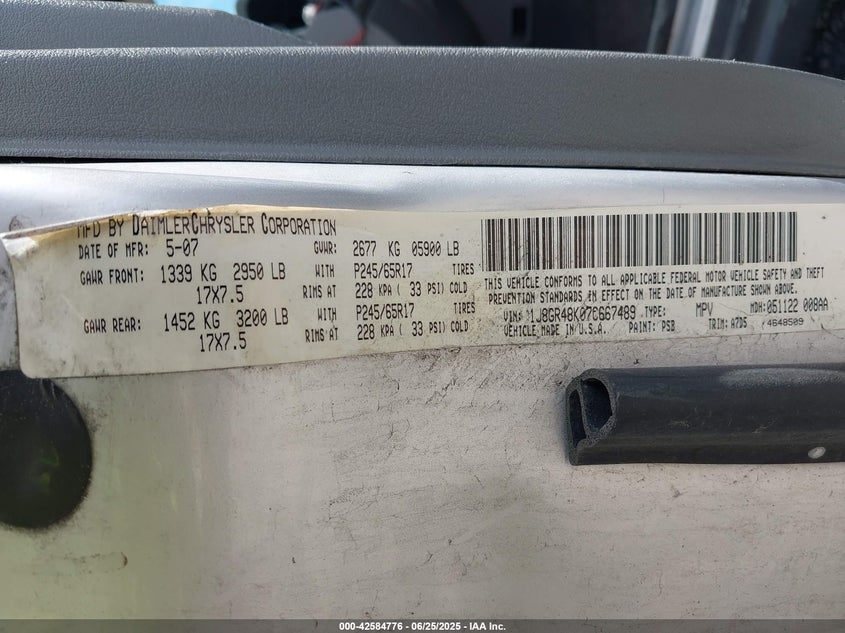 MFD BY DAIMLERCHRYSLER CORPORATION
DATE OF MFR: 5-07 GVWR: 2677 KG 05900 LB
GAWR FRONT: 1339 KG 2950 LB WITH P245/65R17 TIRES
17X7.5 RIMS AT 228 KPA ( 33 PSI) COLD
GAWR REAR: 1452 KG 3200 LB WITH P245/65R17 TIRES
17X7.5 RIMS AT 228 KPA ( 33 PSI) COLD
THIS VEHICLE CONFORMS TO ALL APPLICABLE FEDERAL MOTOR VEHICLE SAFETY AND THEFT
PREVENTION STANDARDS IN EFFECT ON THE DATE OF MANUFACTURE SHOWN ABOVE.
VIN: 1J8GR48K07C667489 TYPE: MPV MDH: 051122 008AA
VEHICLE MADE IN U.S.A. PAINT: PSB TRIM: A7D5 4648509
000-42584776 | 06/25/2025 - IAA Inc.